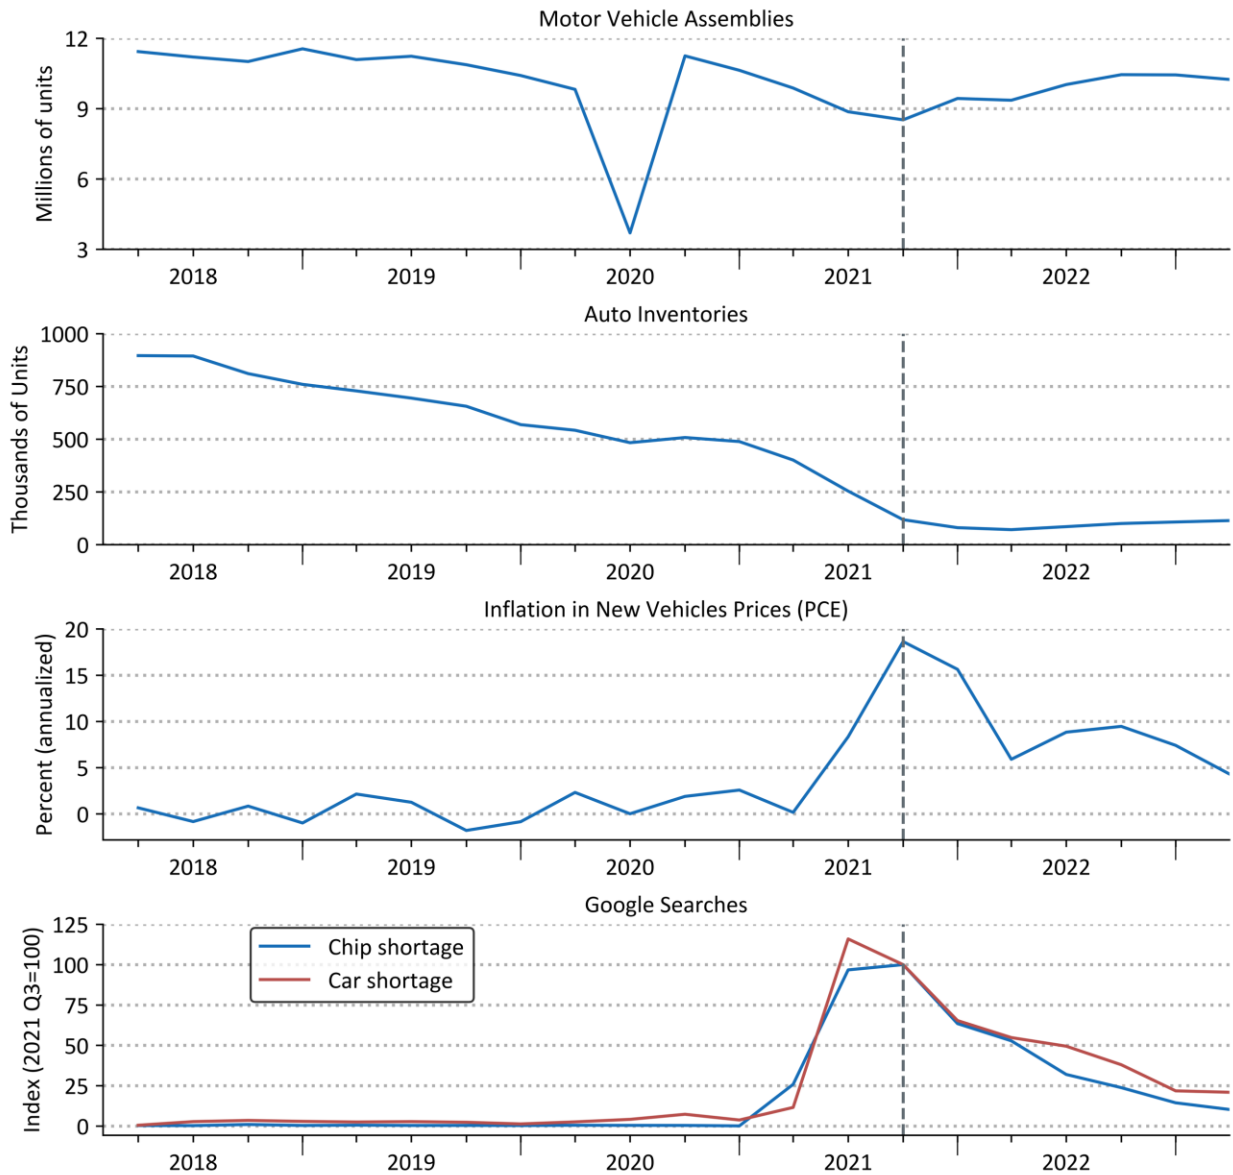 Motor Vehicle Assemblies
Millions of units
12
9
6
3
2018 2019 2020 2021 2022
Auto Inventories
Thousands of Units
1000
750
500
250
0
2018 2019 2020 2021 2022
Inflation in New Vehicles Prices (PCE)
Percent (annualized)
20
15
10
5
0
2018 2019 2020 2021 2022
Google Searches
Index (2021 Q3=100)
125
100
75
50
25
0
Chip shortage
Car shortage
2018 2019 2020 2021 2022